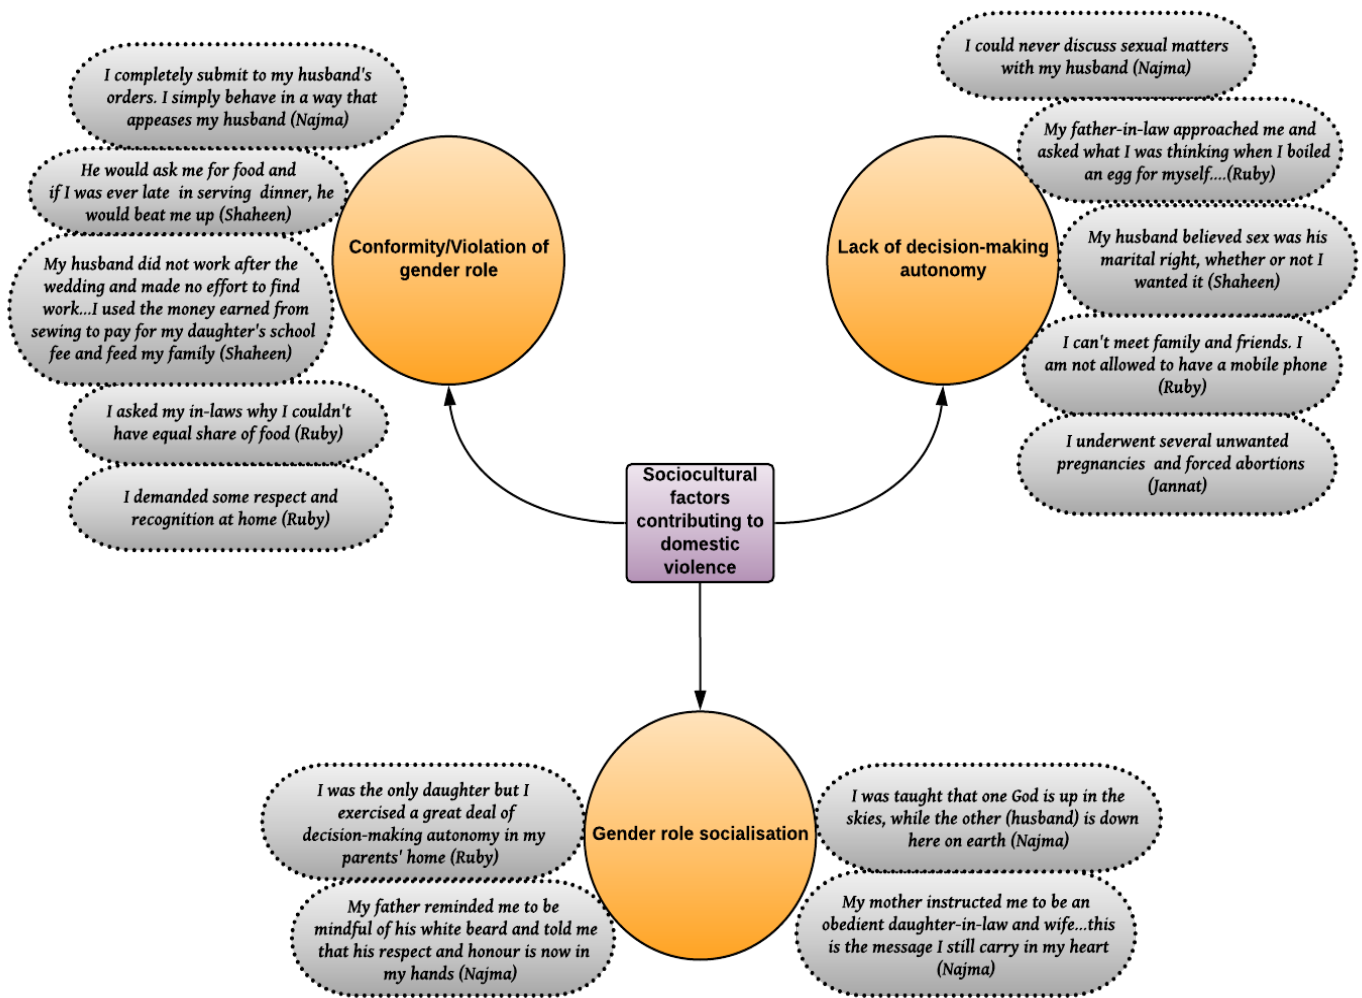 I completely submit to my husband's
orders. I simply behave in a way that
appeases my husband (Najma)
He would ask me for food and
if I was ever late in serving dinner, he
would beat me up (Shaheen)
My husband did not work after the
wedding and made no effort to find
work...I used the money earned from
sewing to pay for my daughter's school
fee and feed my family (Shaheen)
I asked my in-laws why I couldn't
have equal share of food (Ruby)
I demanded some respect and
recognition at home (Ruby)
Conformity/Violation of
gender role
I could never discuss sexual matters
with my husband (Najma)
My father-in-law approached me and
asked what I was thinking when I boiled
an egg for myself....(Ruby)
My husband believed sex was his
marital right, whether or not I
wanted it (Shaheen)
I can't meet family and friends. I
am not allowed to have a mobile phone
(Ruby)
I underwent several unwanted
pregnancies and forced abortions
(Jannat)
Lack of decision-making
autonomy
Sociocultural
factors
contributing to
domestic
violence
I was the only daughter but I
exercised a great deal of
decision-making autonomy in my
parents' home (Ruby)
My father reminded me to be
mindful of his white beard and told me
that his respect and honour is now in
my hands (Najma)
Gender role socialisation
I was taught that one God is up in the
skies, while the other (husband) is down
here on earth (Najma)
My mother instructed me to be an
obedient daughter-in-law and wife...this
is the message I still carry in my heart
(Najma)